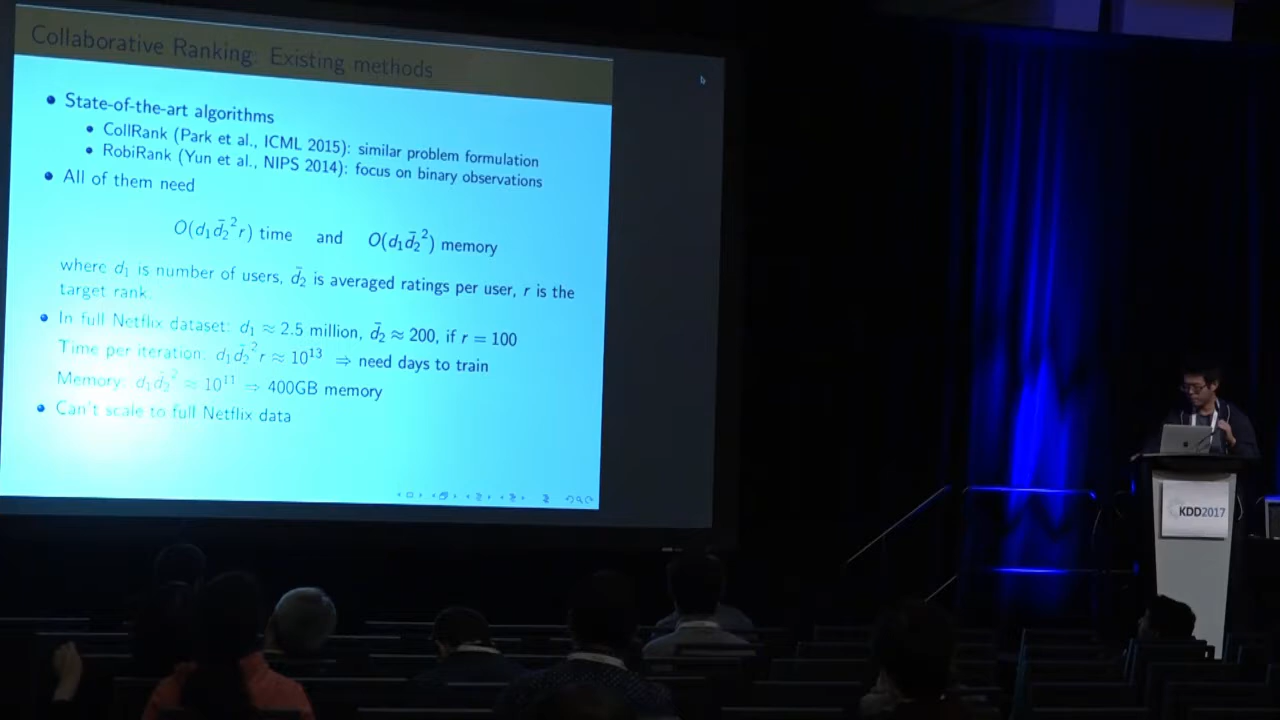 Collaborative Ranking: Existing methods
• State-of-the-art algorithms
• CollRank (Park et al., ICML 2015): similar problem formulation
• RobiRank (Yun et al., NIPS 2014): focus on binary observations
• All of them need
O(d₁d̄₂²r) time and O(d₁d̄₂²) memory
where d₁ is number of users, d̄₂ is averaged ratings per user, r is the
target rank.
• In full Netflix dataset: d₁ ≈ 2.5 million, d̄₂ ≈ 200, if r = 100
Time per iteration: d₁d̄₂²r ≈ 10¹³ ⇒ need days to train
Memory: d₁d̄₂² ≈ 10¹¹ ⇒ 400GB memory
• Can't scale to full Netflix data
KDD2017